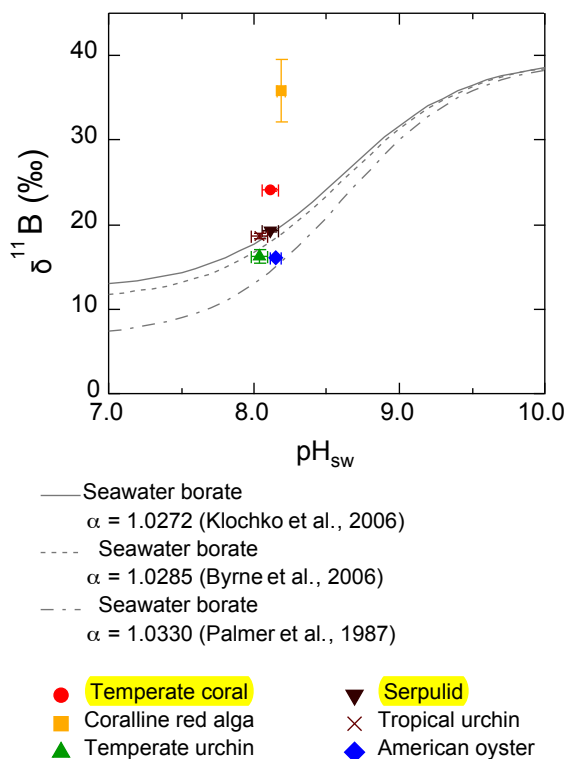 40
30
20
10
0
δ11 B (‰)
7.0 8.0 9.0 10.0
pHsw
Seawater borate
α = 1.0272 (Klochko et al., 2006)
Seawater borate
α = 1.0285 (Byrne et al., 2006)
Seawater borate
α = 1.0330 (Palmer et al., 1987)
Temperate coral Serpulid
Coralline red alga Tropical urchin
Temperate urchin American oyster